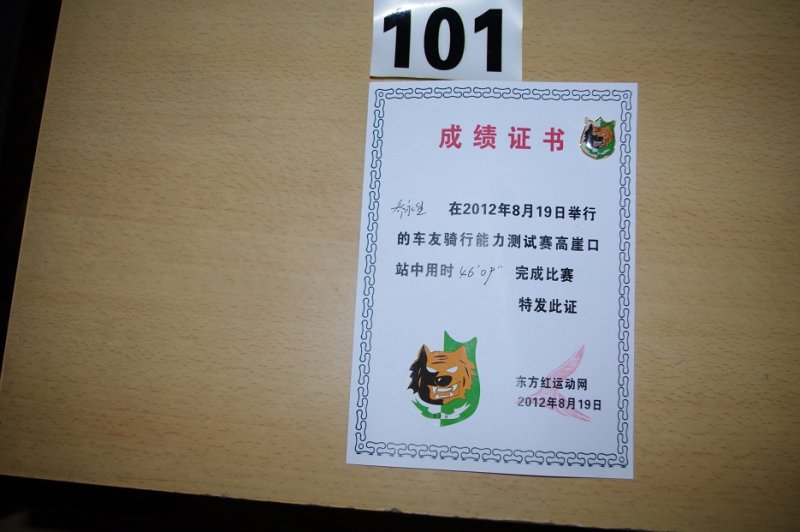 101
成绩证书
乔永生 在2012年8月19日举行
的车友骑行能力测试赛高崖口
站中用时46'09" 完成比赛
特发此证
东方红运动网
2012年8月19日